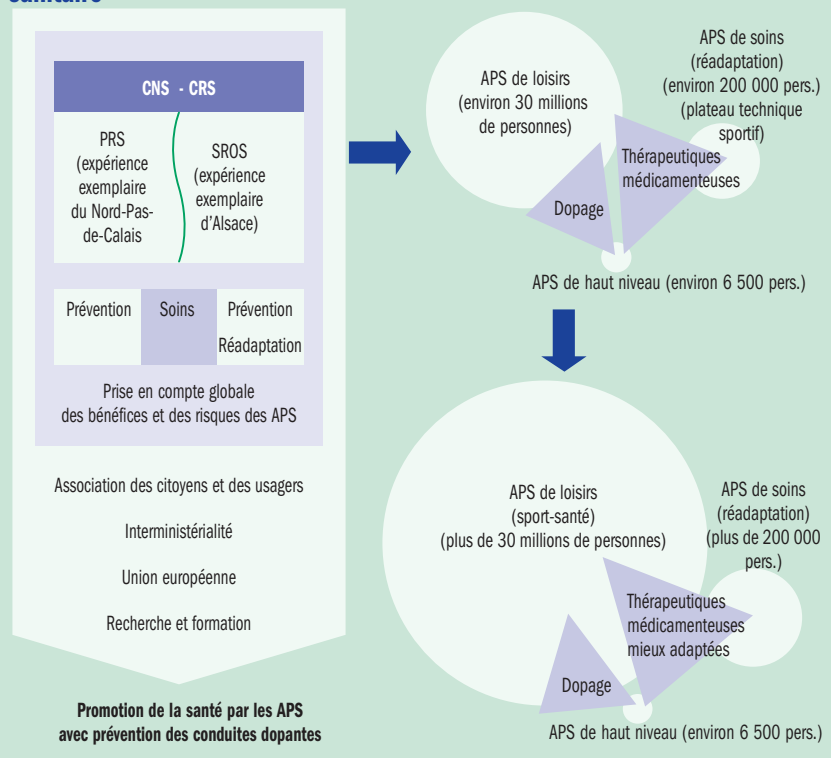 sanitaire
CNS - CRS
PRS
(expérience
exemplaire
du Nord-Pas-
de-Calais
SROS
(expérience
exemplaire
d'Alsace)
Prévention
Soins
Prévention
Réadaptation
Prise en compte globale
des bénéfices et des risques des APS
Association des citoyens et des usagers
Interministérialité
Union européenne
Recherche et formation
Promotion de la santé par les APS
avec prévention des conduites dopantes
APS de loisirs
(environ 30 millions
de personnes)
APS de soins
(réadaptation)
(environ 200 000 pers.)
(plateau technique
sportif)
Thérapeutiques
médicamenteuses
Dopage
APS de haut niveau (environ 6 500 pers.)
APS de loisirs
(sport-santé)
(plus de 30 millions de personnes)
APS de soins
(réadaptation)
(plus de 200 000
pers.)
Thérapeutiques
médicamenteuses
mieux adaptées
Dopage
APS de haut niveau (environ 6 500 pers.)